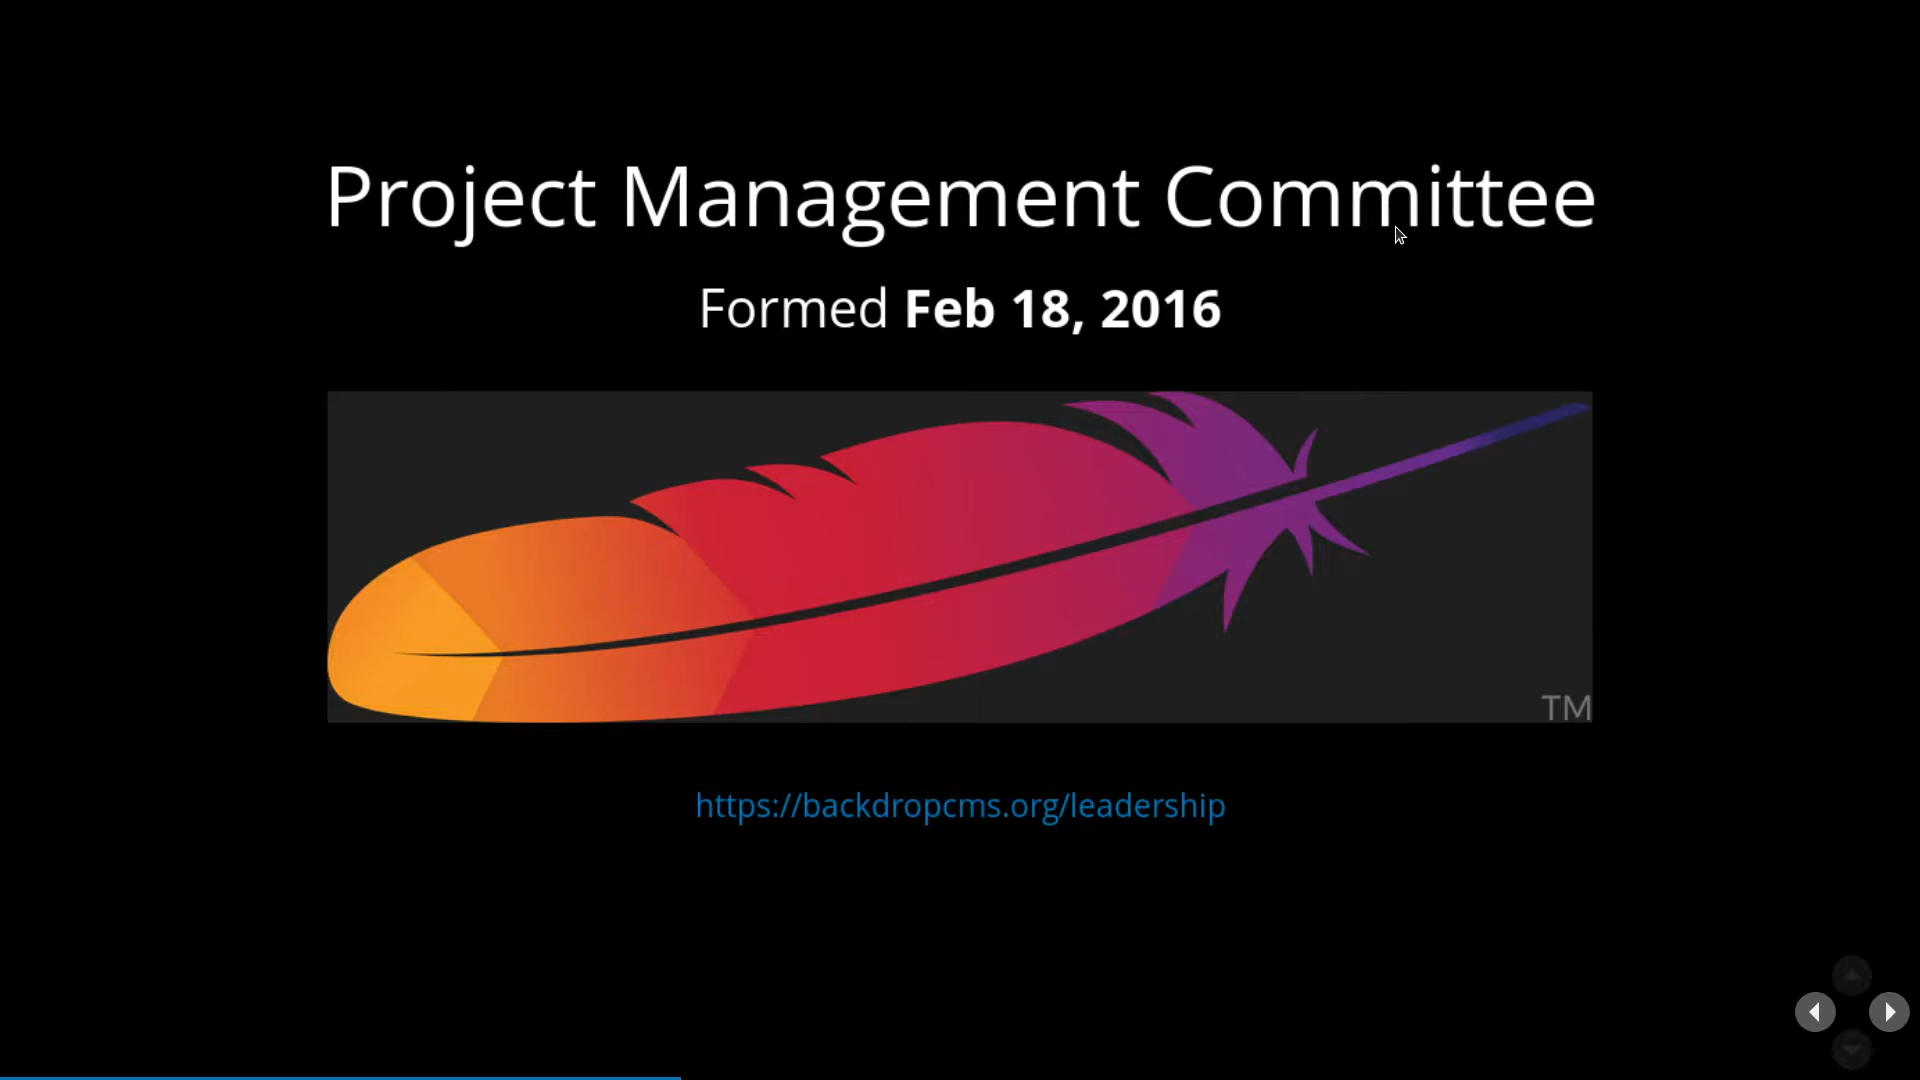 Project Management Committee
Formed Feb 18, 2016
TM
https://backdropcms.org/leadership